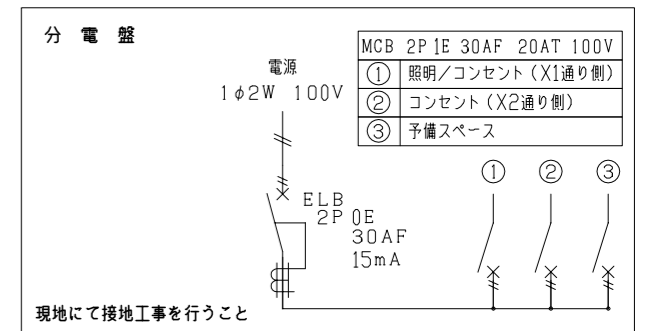 分電盤
MCB 2P1E 30AF 20AT 100V
① 照明/コンセント(X1通り側)
② コンセント(X2通り側)
③ 予備スペース
電源
1φ2W 100V
① ② ③
ELB
2P0E
30AF
15mA
現地にて接地工事を行うこと